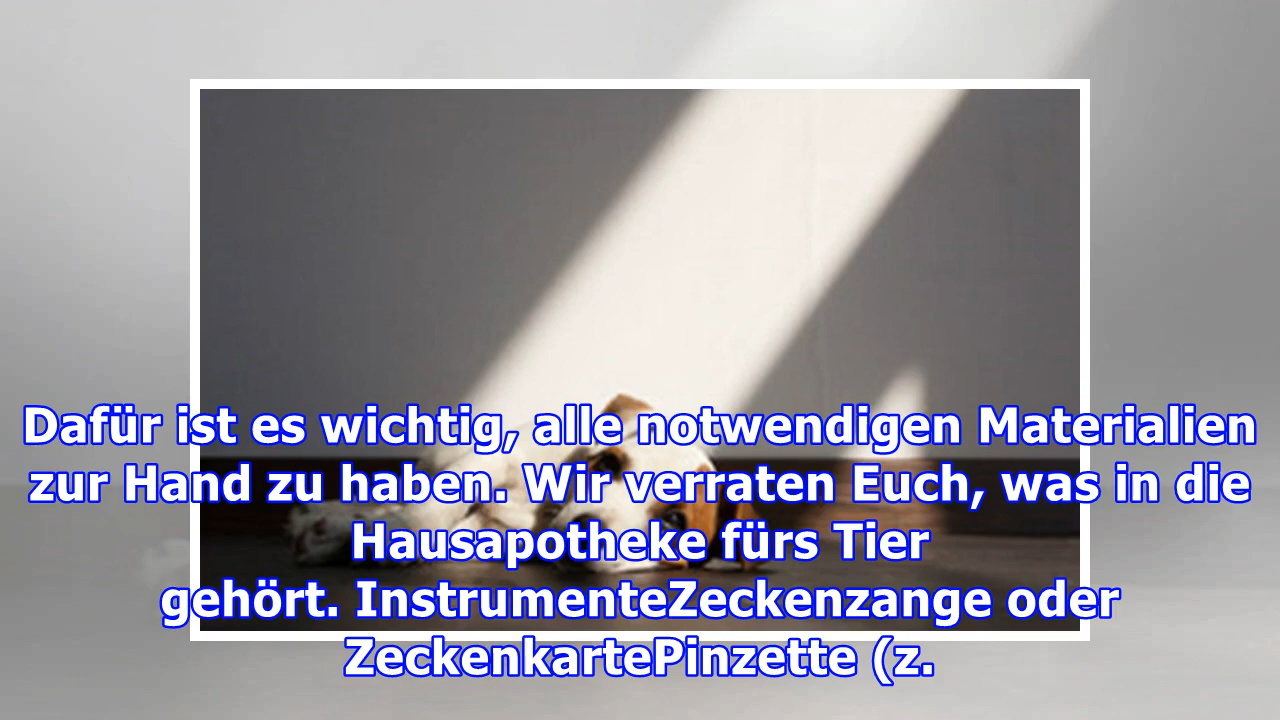 Dafür ist es wichtig, alle notwendigen Materialien
zur Hand zu haben. Wir verraten Euch, was in die
Hausapotheke fürs Tier
gehört. InstrumenteZeckenzange oder
ZeckenkartePinzette (z.